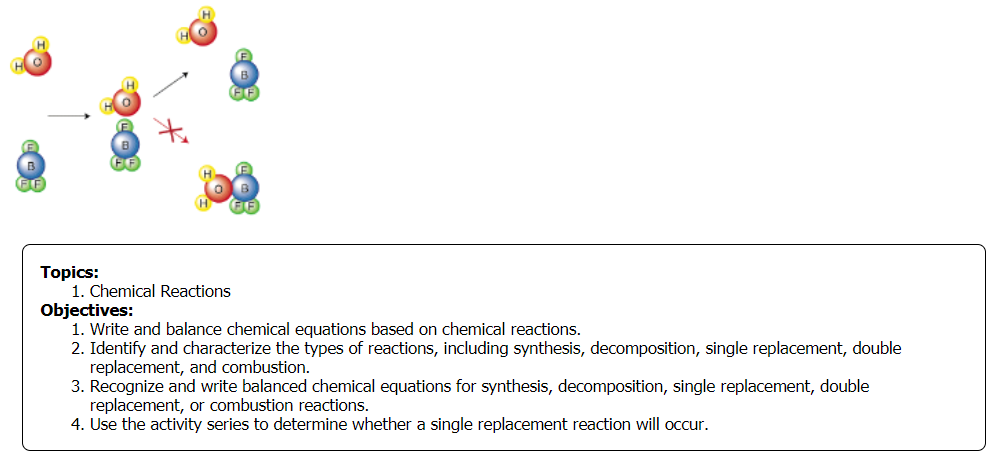 H
H O
H
H O
F
B
F F
H
H O
F
B
F F
F
B
F F
H
O B
F
H
F F
Topics:
1. Chemical Reactions
Objectives:
1. Write and balance chemical equations based on chemical reactions.
2. Identify and characterize the types of reactions, including synthesis, decomposition, single replacement, double
replacement, and combustion.
3. Recognize and write balanced chemical equations for synthesis, decomposition, single replacement, double
replacement, or combustion reactions.
4. Use the activity series to determine whether a single replacement reaction will occur.